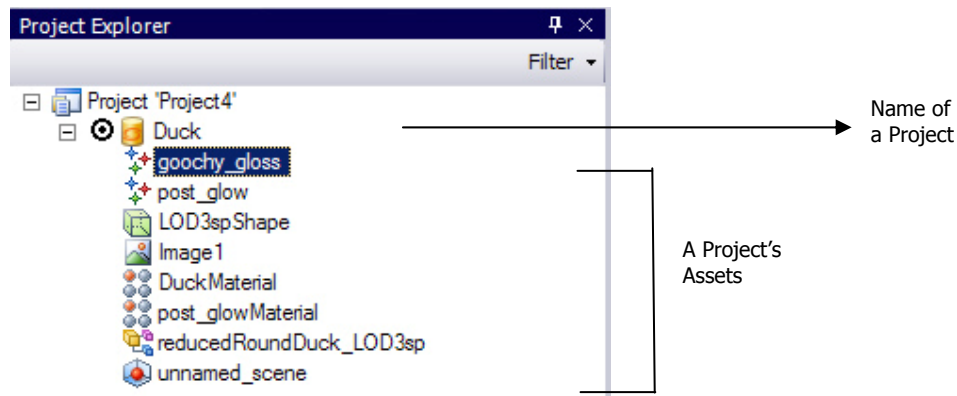 Project Explorer
Filter
Project 'Project4'
Duck
Name of
a Project
goochy_gloss
post_glow
LOD3spShape
Image1
A Project's
Assets
DuckMaterial
post_glowMaterial
reducedRoundDuck_LOD3sp
unnamed_scene